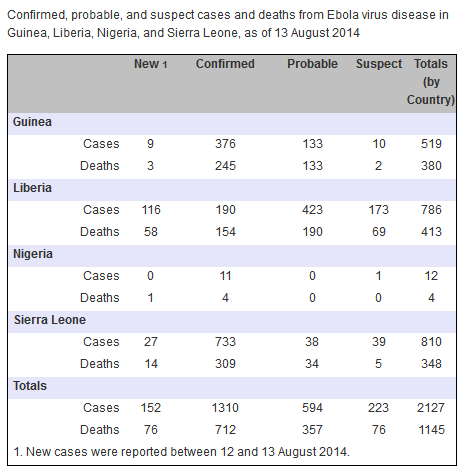 Confirmed, probable, and suspect cases and deaths from Ebola virus disease in
Guinea, Liberia, Nigeria, and Sierra Leone, as of 13 August 2014
New 1 Confirmed Probable Suspect Totals
(by
Country)
Guinea
Cases 9 376 133 10 519
Deaths 3 245 133 2 380
Liberia
Cases 116 190 423 173 786
Deaths 58 154 190 69 413
Nigeria
Cases 0 11 0 1 12
Deaths 1 4 0 0 4
Sierra Leone
Cases 27 733 38 39 810
Deaths 14 309 34 5 348
Totals
Cases 152 1310 594 223 2127
Deaths 76 712 357 76 1145
1. New cases were reported between 12 and 13 August 2014.